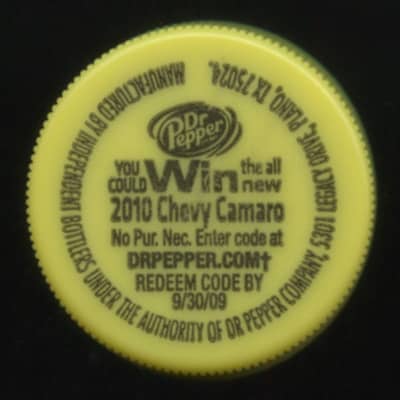 Dr
Pepper
YOU COULD Win the all new
2010 Chevy Camaro
No Pur. Nec. Enter code at
DRPEPPER.COM†
REDEEM CODE BY
9/30/09
MANUFACTURED BY INDEPENDENT BOTTLERS UNDER THE AUTHORITY OF DR PEPPER COMPANY, 5301 LEGACY DRIVE, PLANO, TX 75024.